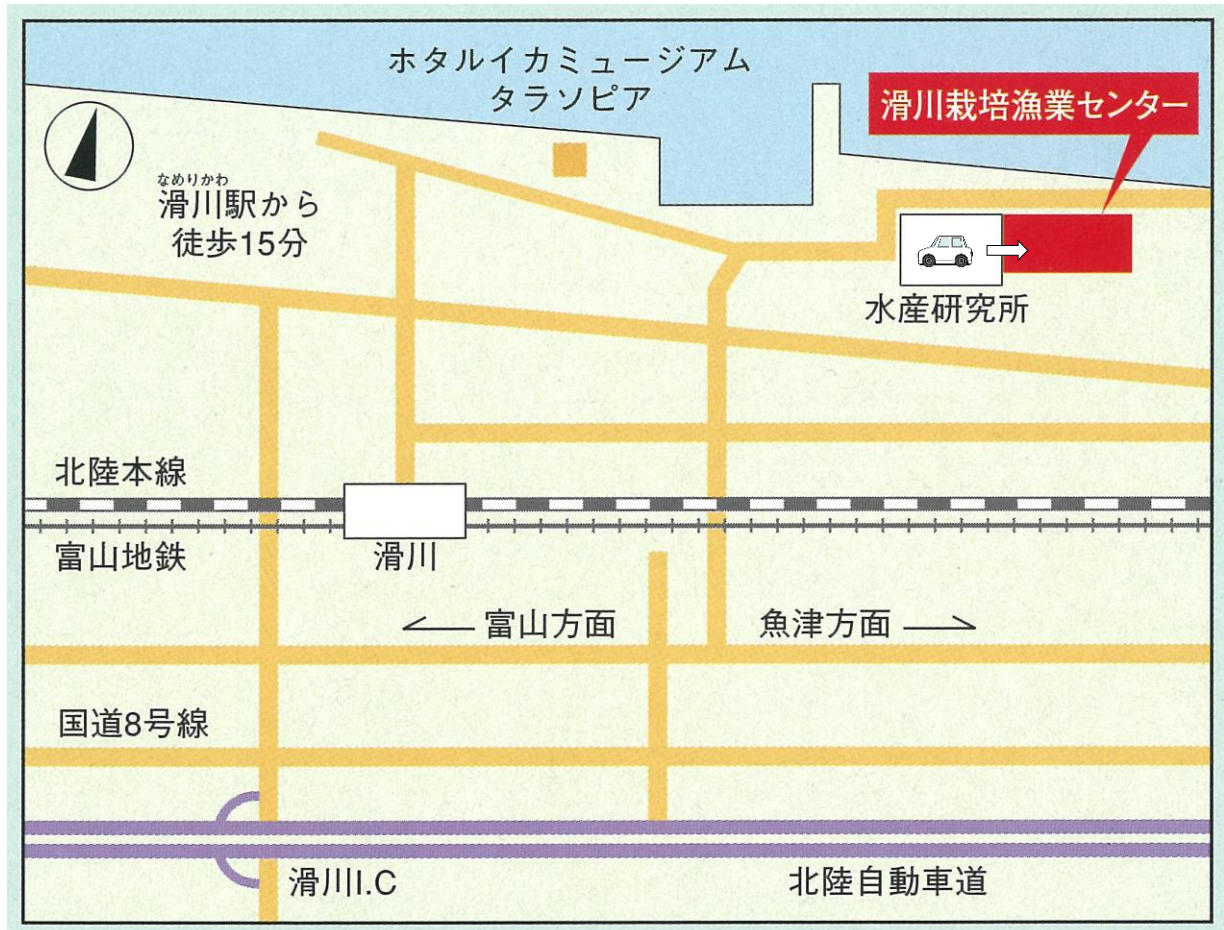 ホタルイカミュージアム
タラソピア
滑川栽培漁業センター
なめりかわ
滑川駅から
徒歩15分
水産研究所
北陸本線
富山地鉄
滑川
富山方面
魚津方面
国道8号線
滑川I.C
北陸自動車道